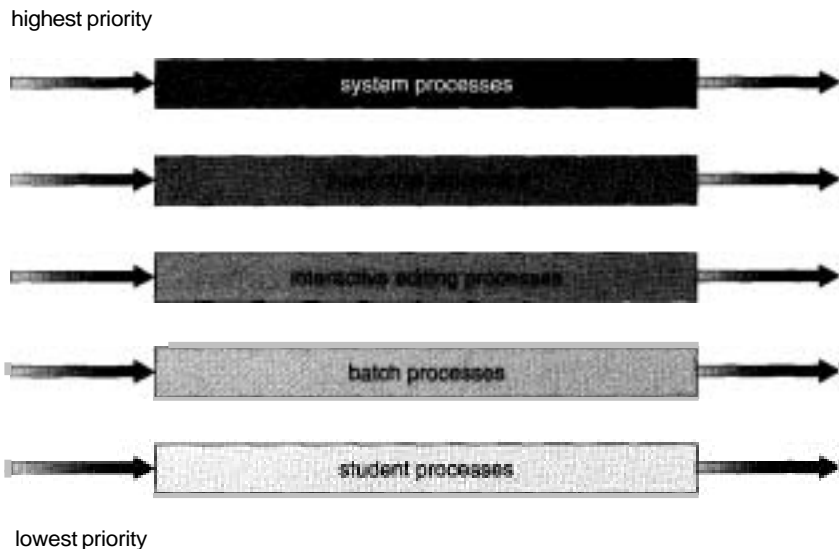 highest priority
system processes
interactive editing processes
batch processes
student processes
lowest priority